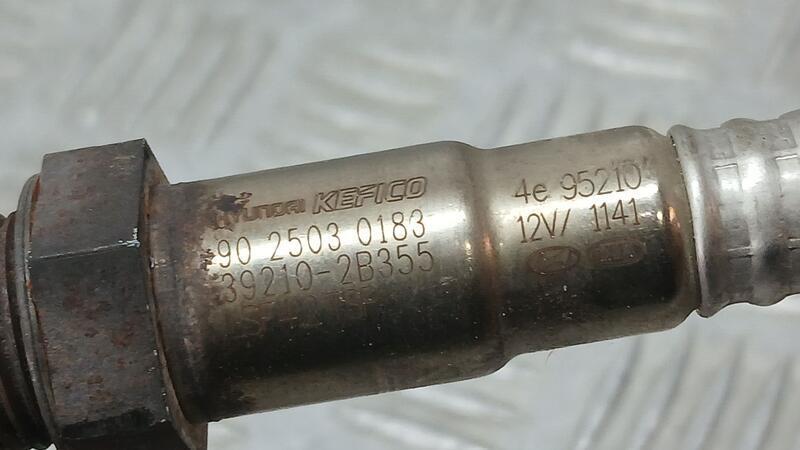 HYUNDAI KEFICO
90 2503 0183
39210-2B355
4e 95210
12V/ 1141